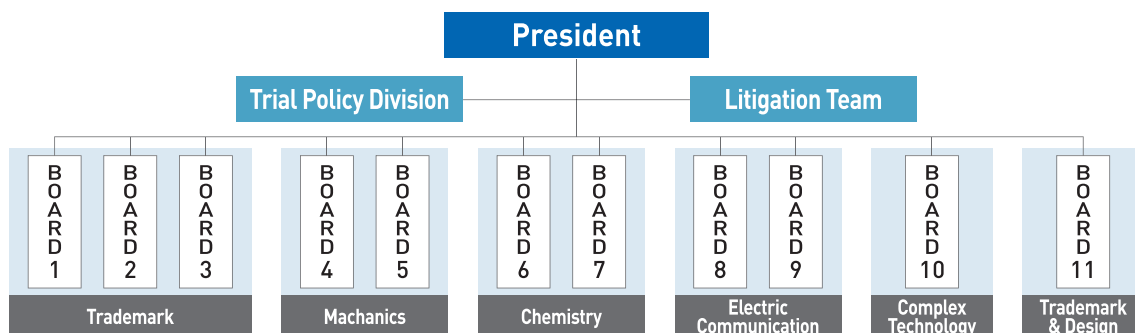 President
Trial Policy Division
Litigation Team
BOARD 1
BOARD 2
BOARD 3
BOARD 4
BOARD 5
BOARD 6
BOARD 7
BOARD 8
BOARD 9
BOARD 10
BOARD 11
Trademark
Machanics
Chemistry
Electric
Communication
Complex
Technology
Trademark
& Design